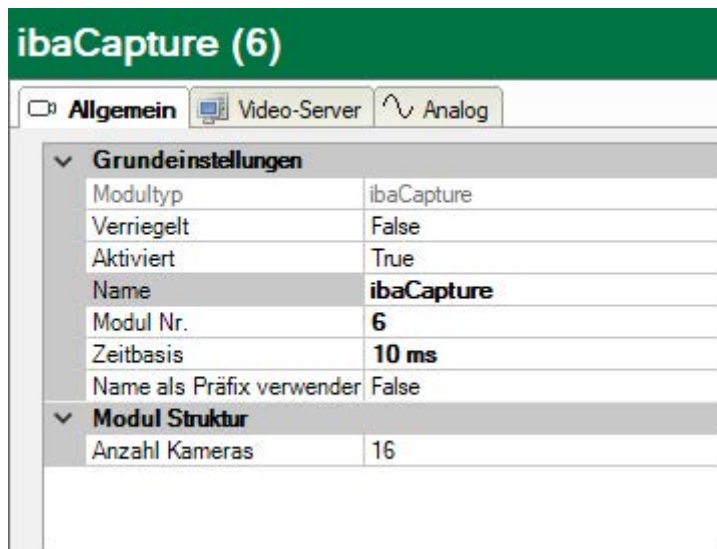 ibaCapture (6)
Allgemein Video-Server Analog
Grundeinstellungen
Modultyp ibaCapture
Verriegelt False
Aktiviert True
Name ibaCapture
Modul Nr. 6
Zeitbasis 10 ms
Name als Präfix verwender False
Modul Struktur
Anzahl Kameras 16